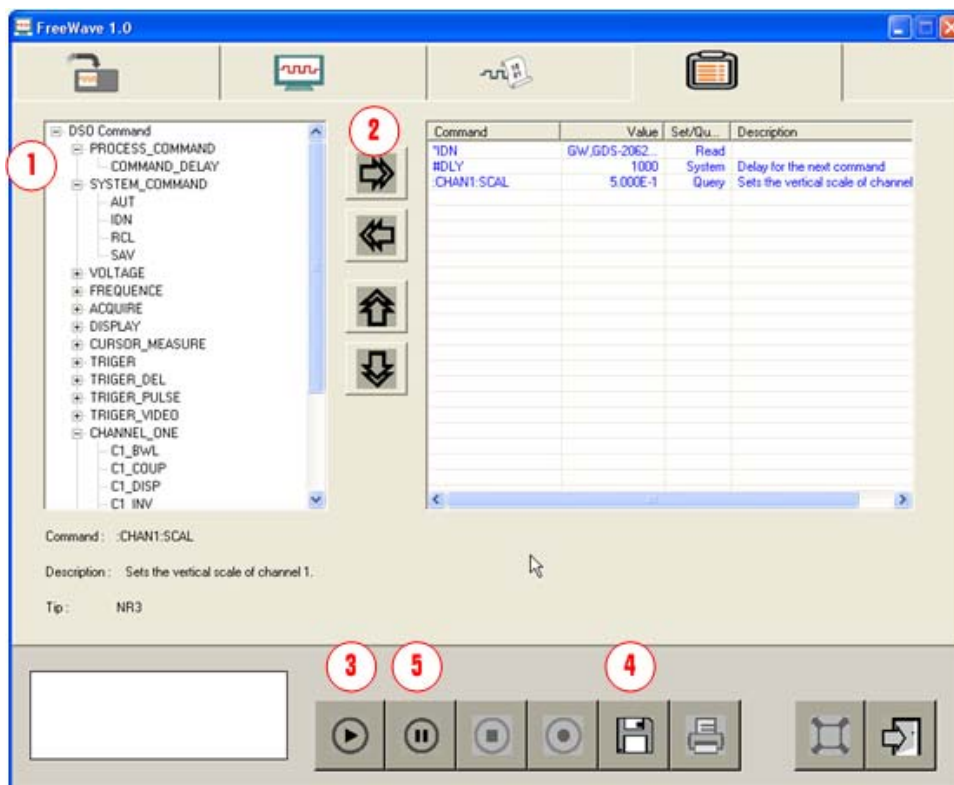 FreeWave 1.0
1
DSO Command
PROCESS_COMMAND
COMMAND_DELAY
SYSTEM_COMMAND
AUT
IDN
RCL
SAV
VOLTAGE
FREQUENCE
ACQUIRE
DISPLAY
CURSOR_MEASURE
TRIGER
TRIGER_DEL
TRIGER_PULSE
TRIGER_VIDEO
CHANNEL_ONE
C1_BWL
C1_COUP
C1_DISP
C1_INV
2
Command Value Set/Qu... Description
*IDN GW,GDS-2062... Read
#DLY 1000 System Delay for the next command
:CHAN1:SCAL 5.000E-1 Query Sets the vertical scale of channel
Command : :CHAN1:SCAL
Description : Sets the vertical scale of channel 1.
Tip : NR3
3 5 4